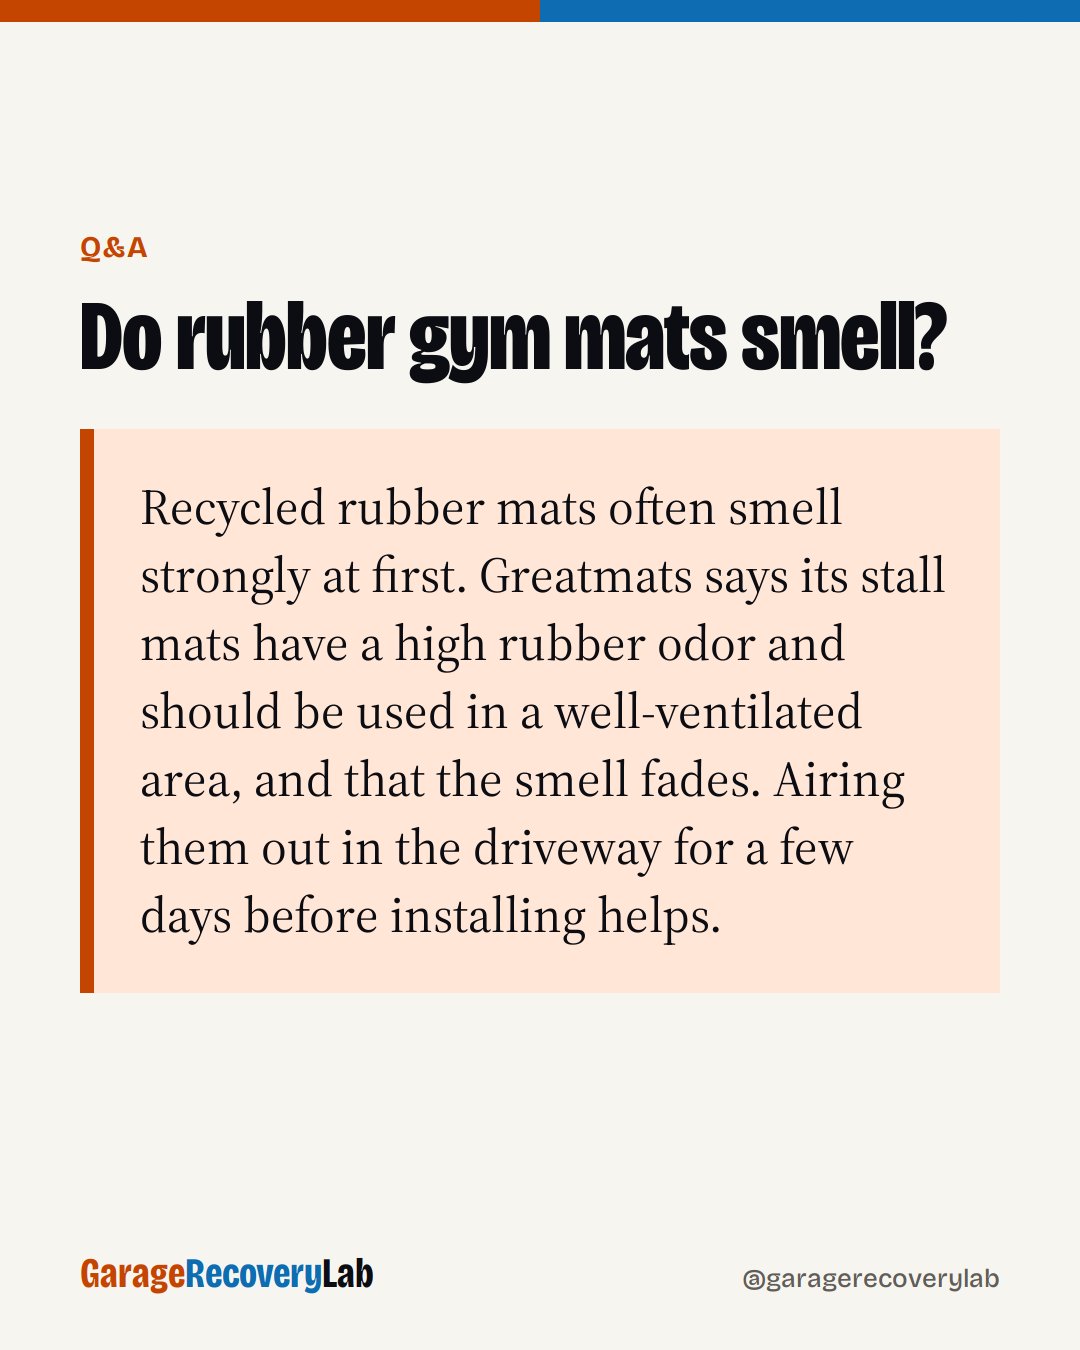 Q&A
Do rubber gym mats smell?
Recycled rubber mats often smell
strongly at first. Greatmats says its stall
mats have a high rubber odor and
should be used in a well-ventilated
area, and that the smell fades. Airing
them out in the driveway for a few
days before installing helps.
GarageRecoveryLab
@garagerecoverylab